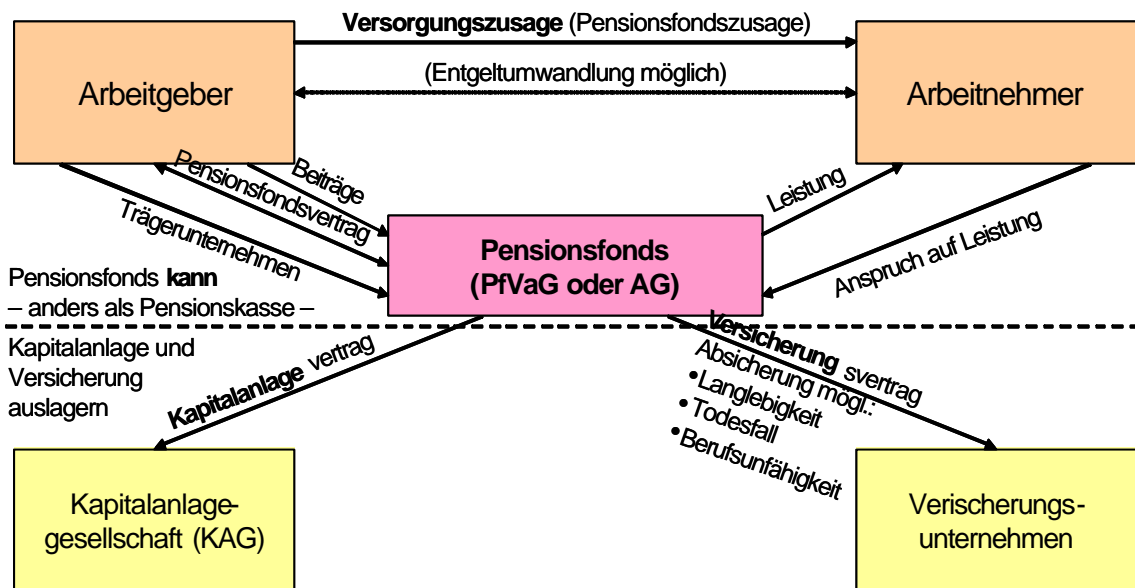 Versorgungszusage (Pensionsfondszusage)
(Entgeltumwandlung möglich)
Arbeitgeber
Arbeitnehmer
Beiträge
Pensionsfondsvertrag
Trägerunternehmen
Leistung
Anspruch auf Leistung
Pensionsfonds
(PfVaG oder AG)
Pensionsfonds kann
– anders als Pensionskasse –
Kapitalanlage und
Versicherung
auslagern
Kapitalanlage vertrag
Versicherung svertrag
Absicherung mögl.:
•Langlebigkeit
•Todesfall
•Berufsunfähigkeit
Kapitalanlage-
gesellschaft (KAG)
Verischerungs-
unternehmen